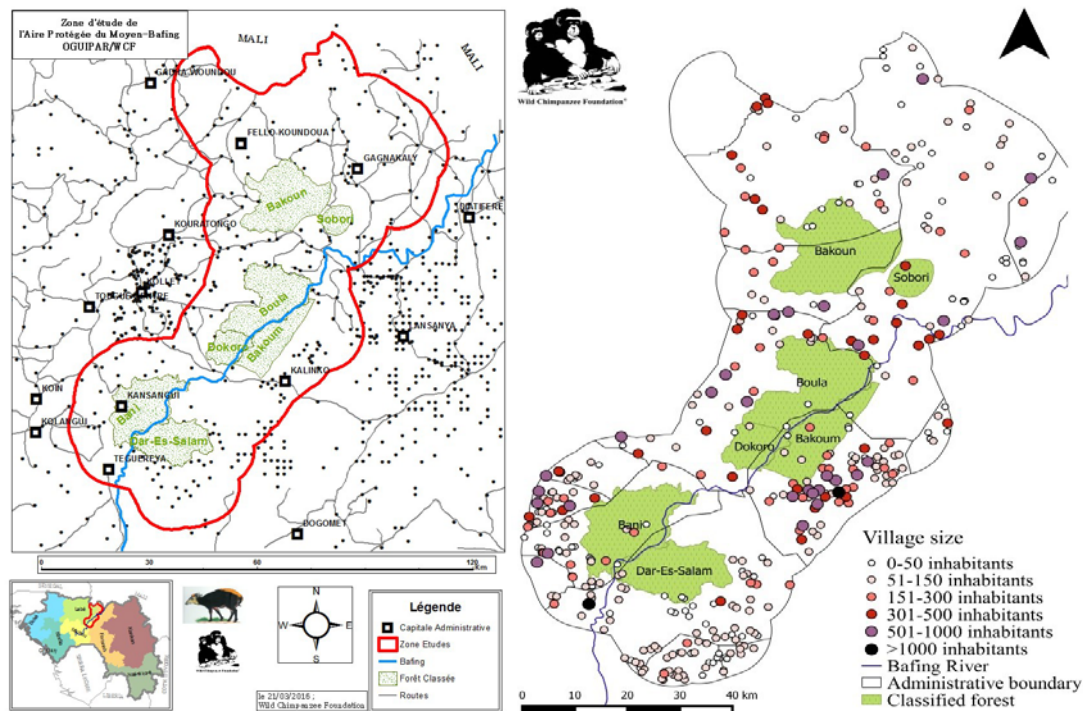 Zone d'étude de
l'Aire Protégée du Moyen-Bafing
OGUIPAR/WCF
MALI
MALI
GADHA WOUNDOU
FELLO-KOUNDOUA
GAGNAKALY
Bakoun
Sobori
KOURATONGO
KOLLET
Boula
Dokoro
Bakoum
LANSANYA
KALINKO
KOIN
KANSANGUI
Bani
KOLANGUI
Dar-Es-Salam
TEGUEREYA
DOGOMET
0 30 60 120
Km
N
W E
S
Légende
Capitale Administrative
Zone Etudes
Bafing
Forêt Classée
Routes
le 21/03/2016 ;
Wild Chimpanzee Foundation
Wild Chimpanzee Foundation
Bakoun
Sobori
Boula
Dokoro
Bakoum
Bani
Dar-Es-Salam
Village size
0-50 inhabitants
51-150 inhabitants
151-300 inhabitants
301-500 inhabitants
501-1000 inhabitants
>1000 inhabitants
Bafing River
Administrative boundary
Classified forest
0 10 20 30 40 km